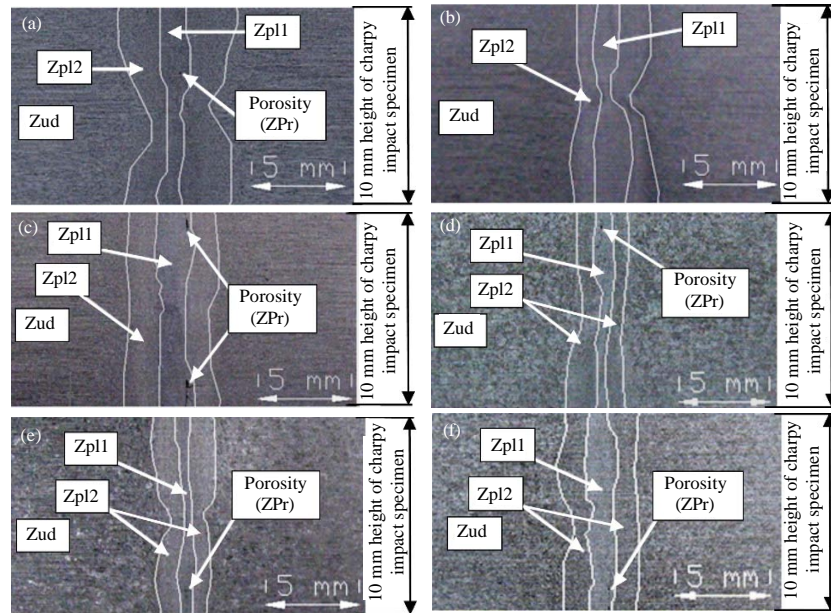 (a)
Zpl1
Zpl2
Zud
Porosity
(ZPr)
5 mm
10 mm height of charpy
impact specimen
(b)
Zpl1
Zpl2
Zud
5 mm
10 mm height of charpy
impact specimen
(c)
Zpl1
Zpl2
Zud
Porosity
(ZPr)
5 mm
10 mm height of charpy
impact specimen
(d)
Zpl1
Zpl2
Zud
Porosity
(ZPr)
5 mm
10 mm height of charpy
impact specimen
(e)
Zpl1
Zpl2
Zud
Porosity
(ZPr)
5 mm
10 mm height of charpy
impact specimen
(f)
Zpl1
Zpl2
Zud
Porosity
(ZPr)
5 mm
10 mm height of charpy
impact specimen